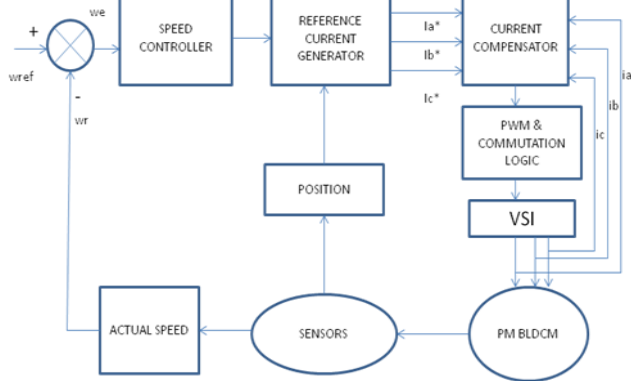 +
we
wref
-
wr
SPEED
CONTROLLER
REFERENCE
CURRENT
GENERATOR
Ia*
Ib*
Ic*
CURRENT
COMPENSATOR
ia
ib
ic
PWM &
COMMUTATION
LOGIC
POSITION
VSI
ACTUAL SPEED
SENSORS
PM BLDCM